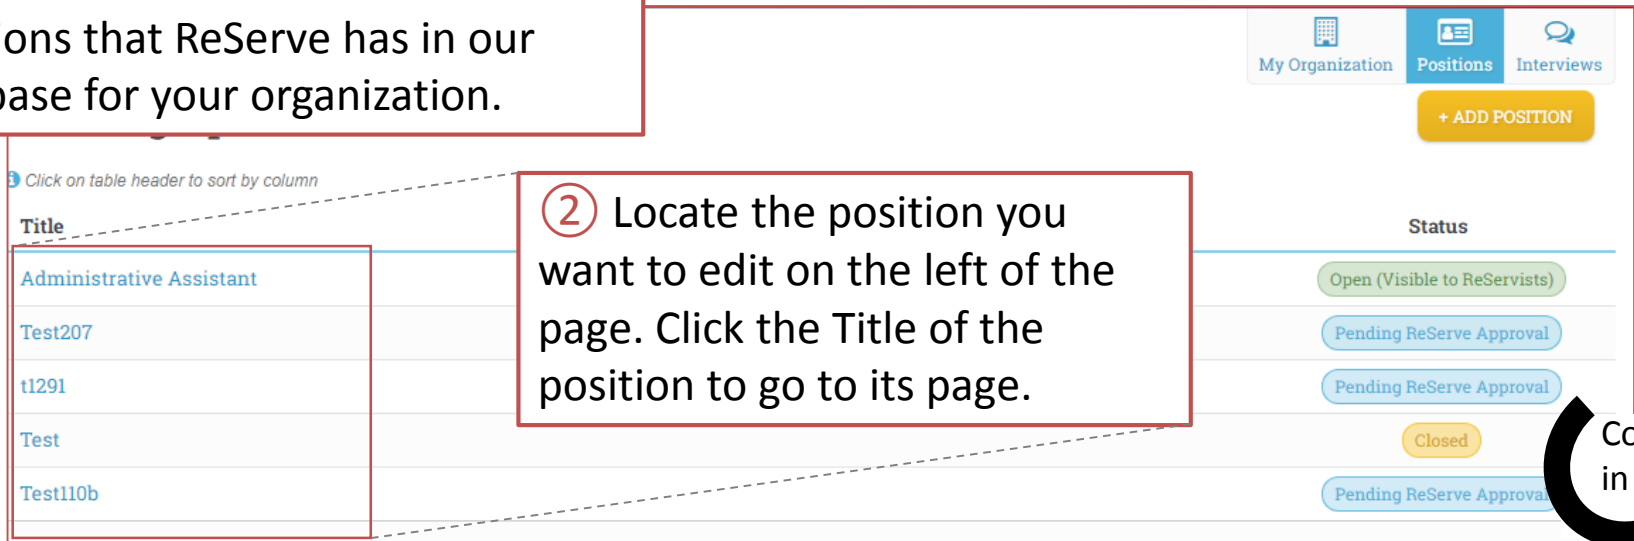 ions that ReServe has in our
base for your organization.
My Organization
Positions
Interviews
+ ADD POSITION
Click on table header to sort by column
Title
Status
② Locate the position you
want to edit on the left of the
page. Click the Title of the
position to go to its page.
Administrative Assistant
Open (Visible to ReServists)
Test207
Pending ReServe Approval
t1291
Pending ReServe Approval
Test
Closed
Test110b
Pending ReServe Approval
Co
in